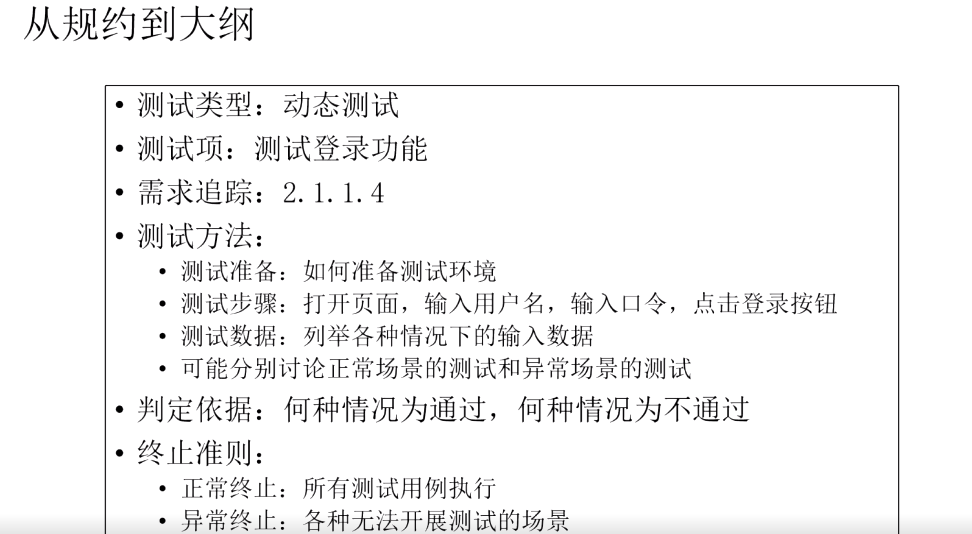 从规约到大纲
• 测试类型：动态测试
• 测试项：测试登录功能
• 需求追踪：2.1.1.4
• 测试方法：
• 测试准备：如何准备测试环境
• 测试步骤：打开页面，输入用户名，输入口令，点击登录按钮
• 测试数据：列举各种情况下的输入数据
• 可能分别讨论正常场景的测试和异常场景的测试
• 判定依据：何种情况为通过，何种情况为不通过
• 终止准则：
• 正常终止：所有测试用例执行
• 异常终止：各种无法开展测试的场景